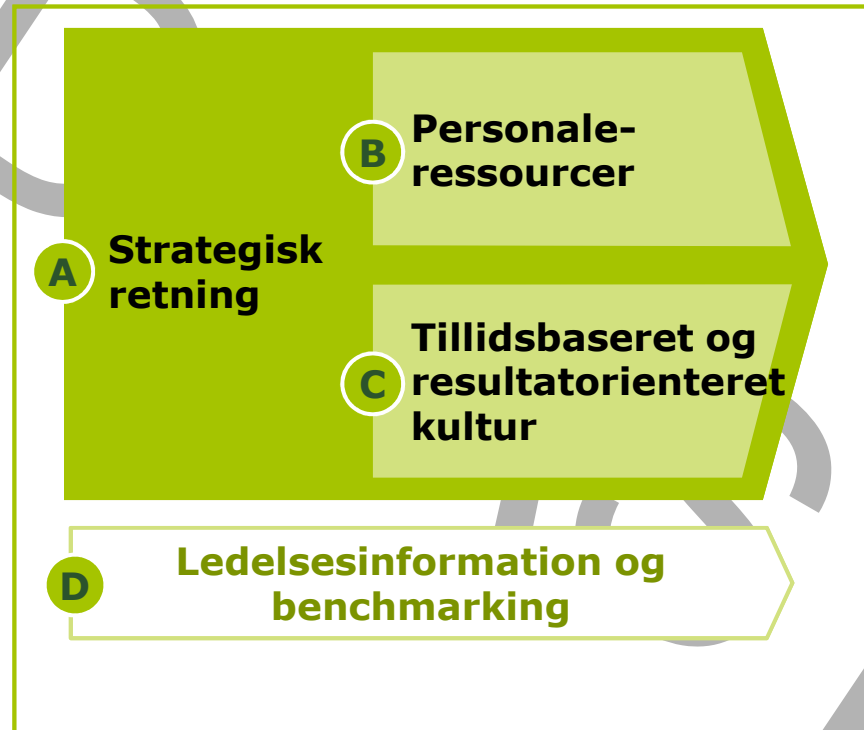 A
Strategisk
retning
B
Personale-
ressourcer
C
Tillidsbaseret og
resultatorienteret
kultur
D
Ledelsesinformation og
benchmarking